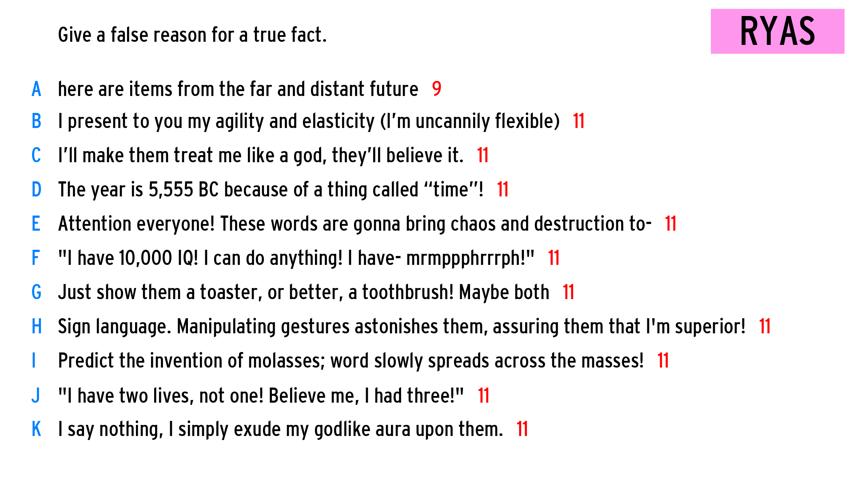 Give a false reason for a true fact.
RYAS
A here are items from the far and distant future 9
B I present to you my agility and elasticity (I'm uncannily flexible) 11
C I'll make them treat me like a god, they'll believe it. 11
D The year is 5,555 BC because of a thing called “time”! 11
E Attention everyone! These words are gonna bring chaos and destruction to- 11
F "I have 10,000 IQ! I can do anything! I have- mrmppphrrrph!" 11
G Just show them a toaster, or better, a toothbrush! Maybe both 11
H Sign language. Manipulating gestures astonishes them, assuring them that I'm superior! 11
I Predict the invention of molasses; word slowly spreads across the masses! 11
J "I have two lives, not one! Believe me, I had three!" 11
K I say nothing, I simply exude my godlike aura upon them. 11